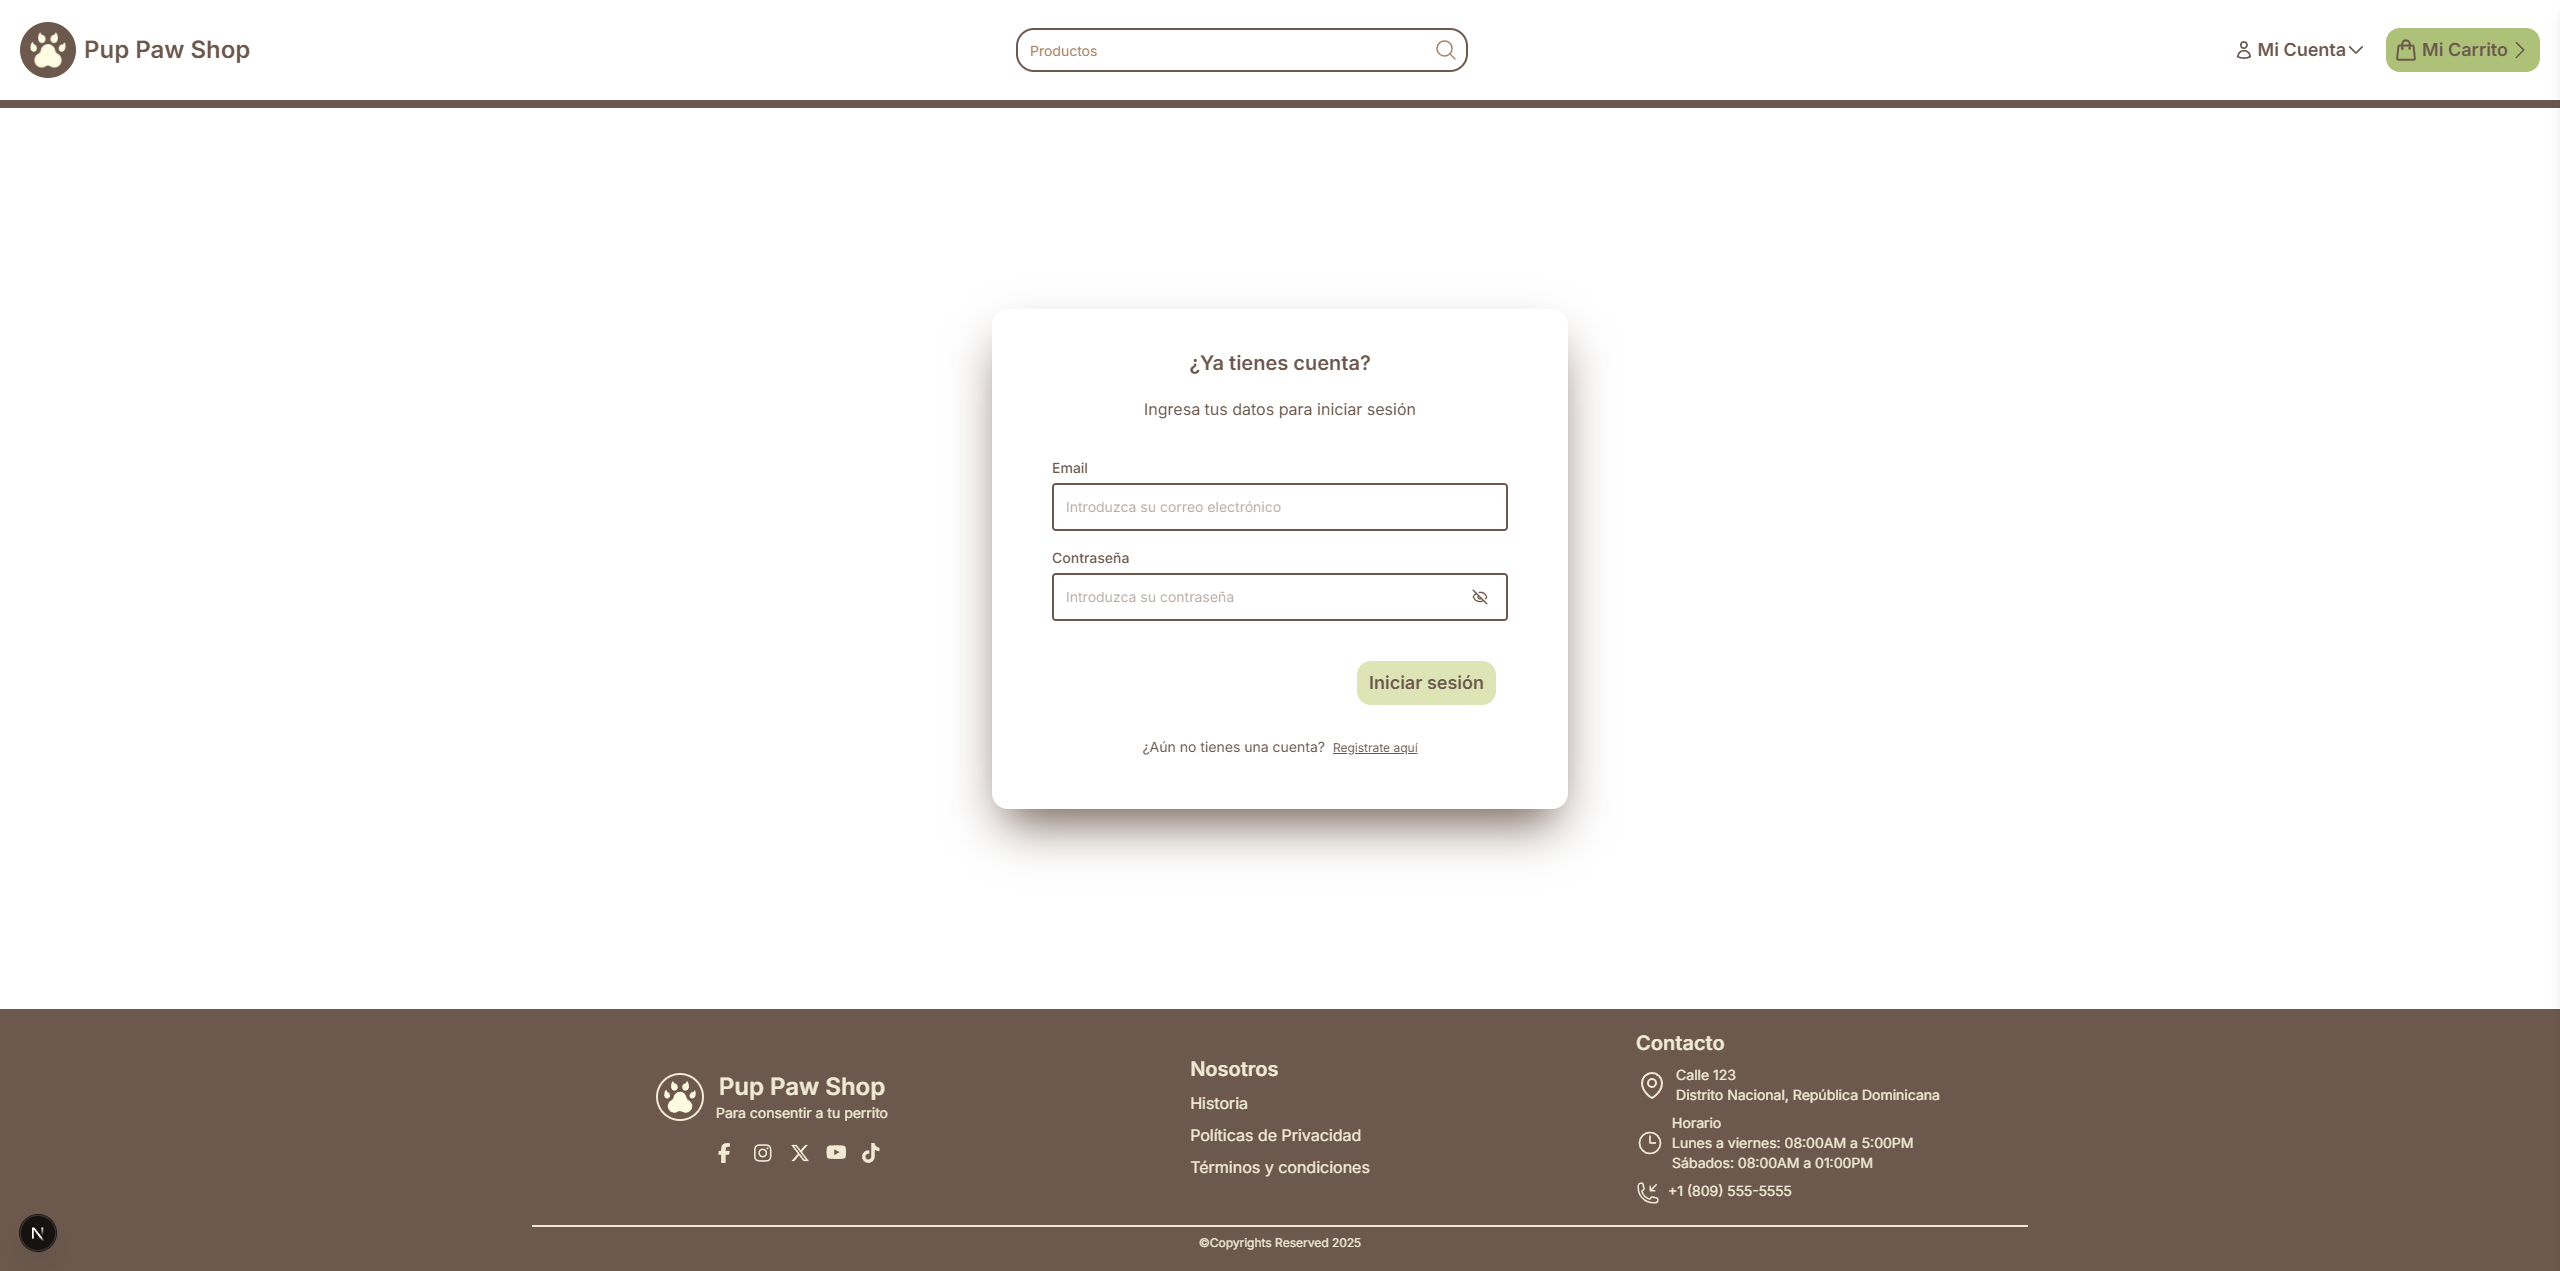 Pup Paw Shop
Productos
Mi Cuenta
Mi Carrito
¿Ya tienes cuenta?
Ingresa tus datos para iniciar sesión
Email
Introduzca su correo electrónico
Contraseña
Introduzca su contraseña
Iniciar sesión
¿Aún no tienes una cuenta? Registrate aquí
Pup Paw Shop
Para consentir a tu perrito
Nosotros
Historia
Políticas de Privacidad
Términos y condiciones
Contacto
Calle 123
Distrito Nacional, República Dominicana
Horario
Lunes a viernes: 08:00AM a 5:00PM
Sábados: 08:00AM a 01:00PM
+1 (809) 555-5555
N
©Copyrights Reserved 2025